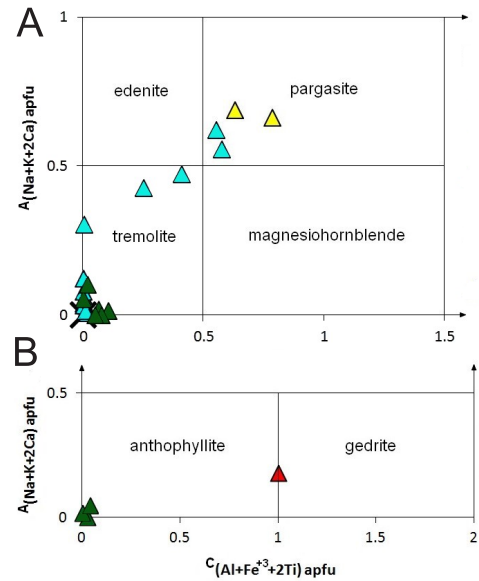 A
1
A(Na+K+2Ca) apfu
edenite
pargasite
0.5
tremolite
magnesiohornblende
0
0
0.5
1
1.5
B
A(Na+K+2Ca) apfu
0.5
anthophyllite
gedrite
0
0
0.5
1
1.5
2
C(Al+Fe+3+2Ti) apfu